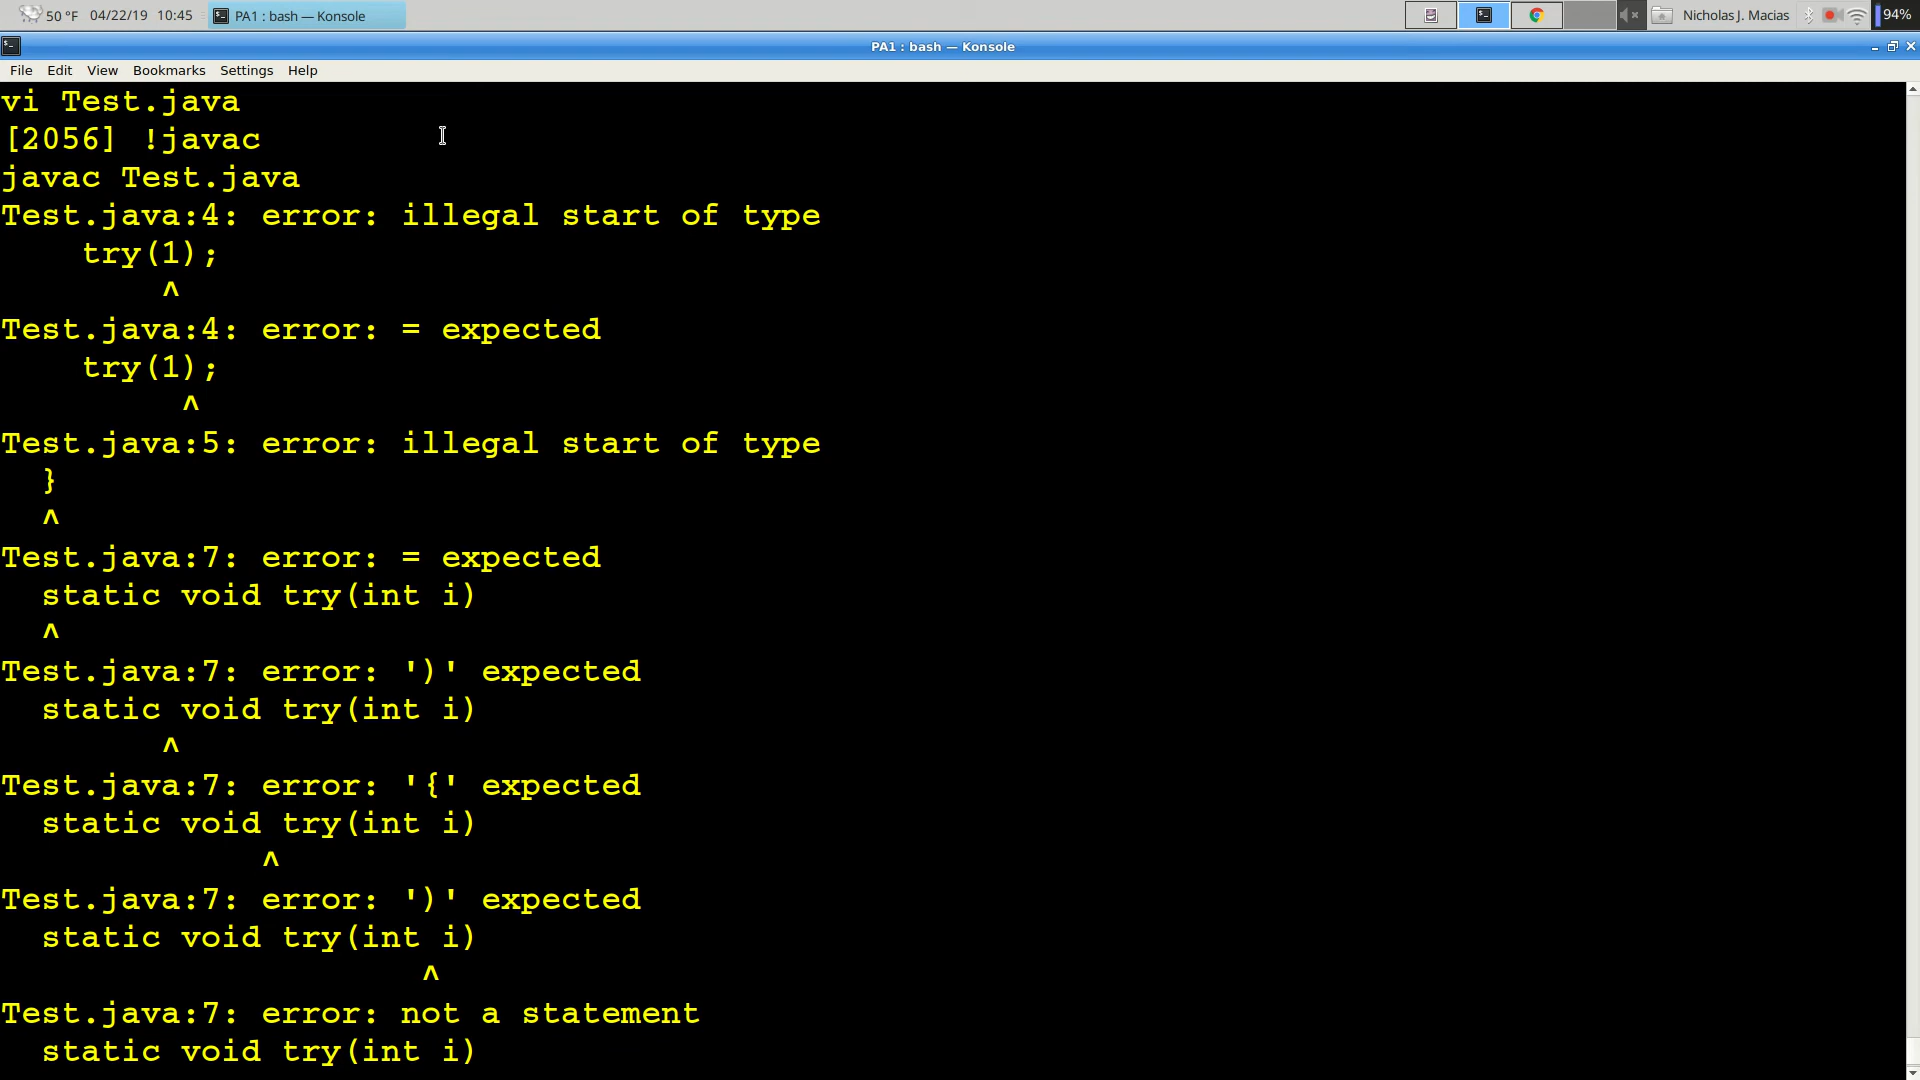 50 °F 04/22/19 10:45 PA1 : bash — Konsole Nicholas J. Macias 94%
PA1 : bash — Konsole
File Edit View Bookmarks Settings Help
vi Test.java
[2056] !javac
javac Test.java
Test.java:4: error: illegal start of type
    try(1);
        ^
Test.java:4: error: = expected
    try(1);
         ^
Test.java:5: error: illegal start of type
  }
  ^
Test.java:7: error: = expected
  static void try(int i)
  ^
Test.java:7: error: ')' expected
  static void try(int i)
        ^
Test.java:7: error: '{' expected
  static void try(int i)
             ^
Test.java:7: error: ')' expected
  static void try(int i)
                     ^
Test.java:7: error: not a statement
  static void try(int i)